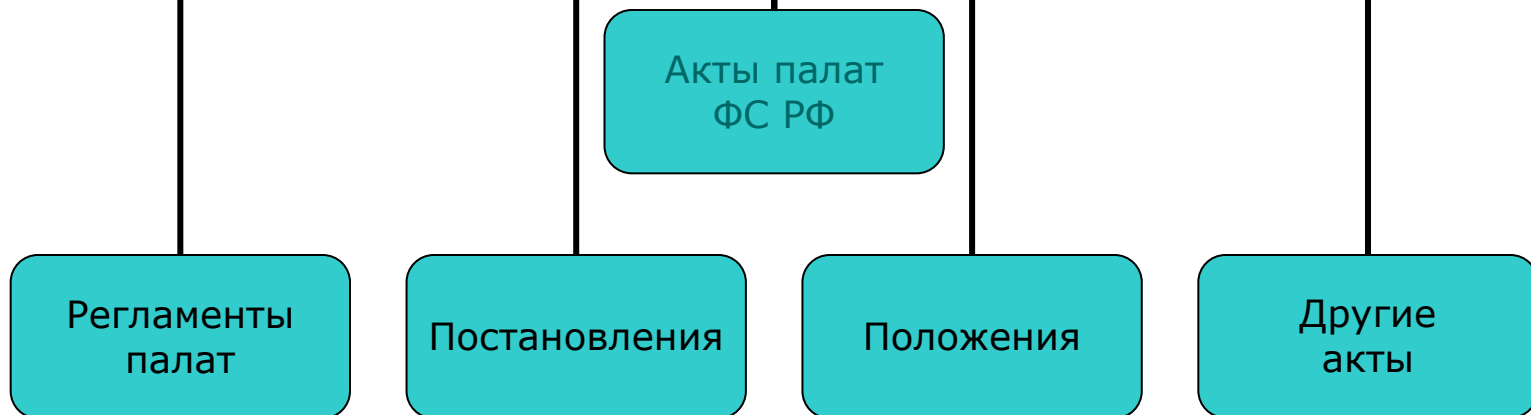 Акты палат
ФС РФ
Регламенты
палат
Постановления
Положения
Другие
акты